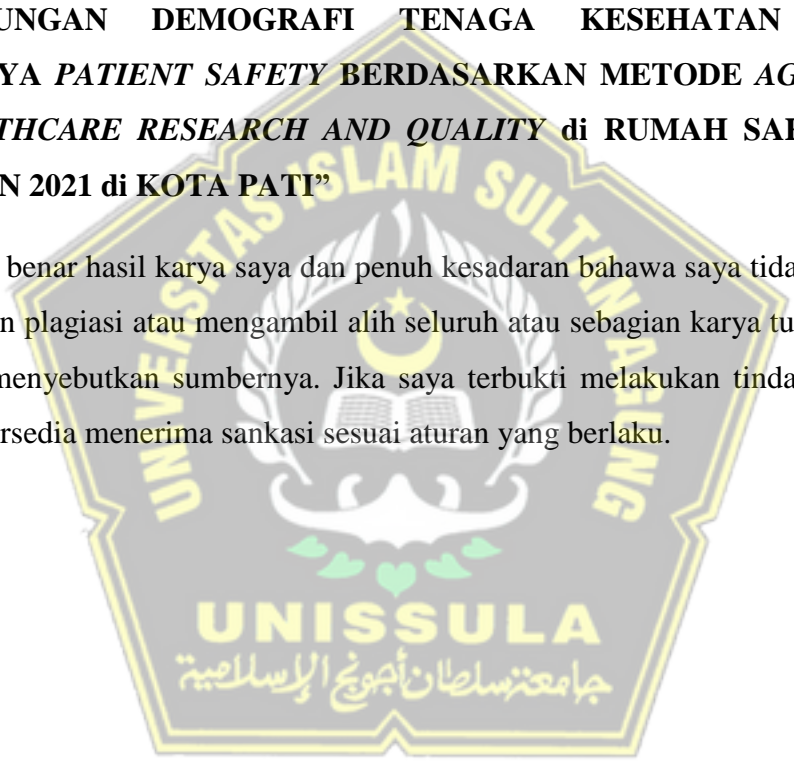 UNGAN DEMOGRAFI TENAGA KESEHATAN
YA PATIENT SAFETY BERDASARKAN METODE AG
THCARE RESEARCH AND QUALITY di RUMAH SAK
N 2021 di KOTA PATI”
benar hasil karya saya dan penuh kesadaran bahawa saya tida
n plagiasi atau mengambil alih seluruh atau sebagian karya tu
menyebutkan sumbernya. Jika saya terbukti melakukan tinda
rsedia menerima sankasi sesuai aturan yang berlaku.
UNIVERSITAS ISLAM SULTAN AGUNG
UNISSULA
جامعتنسلطان أجونج الإسلامية